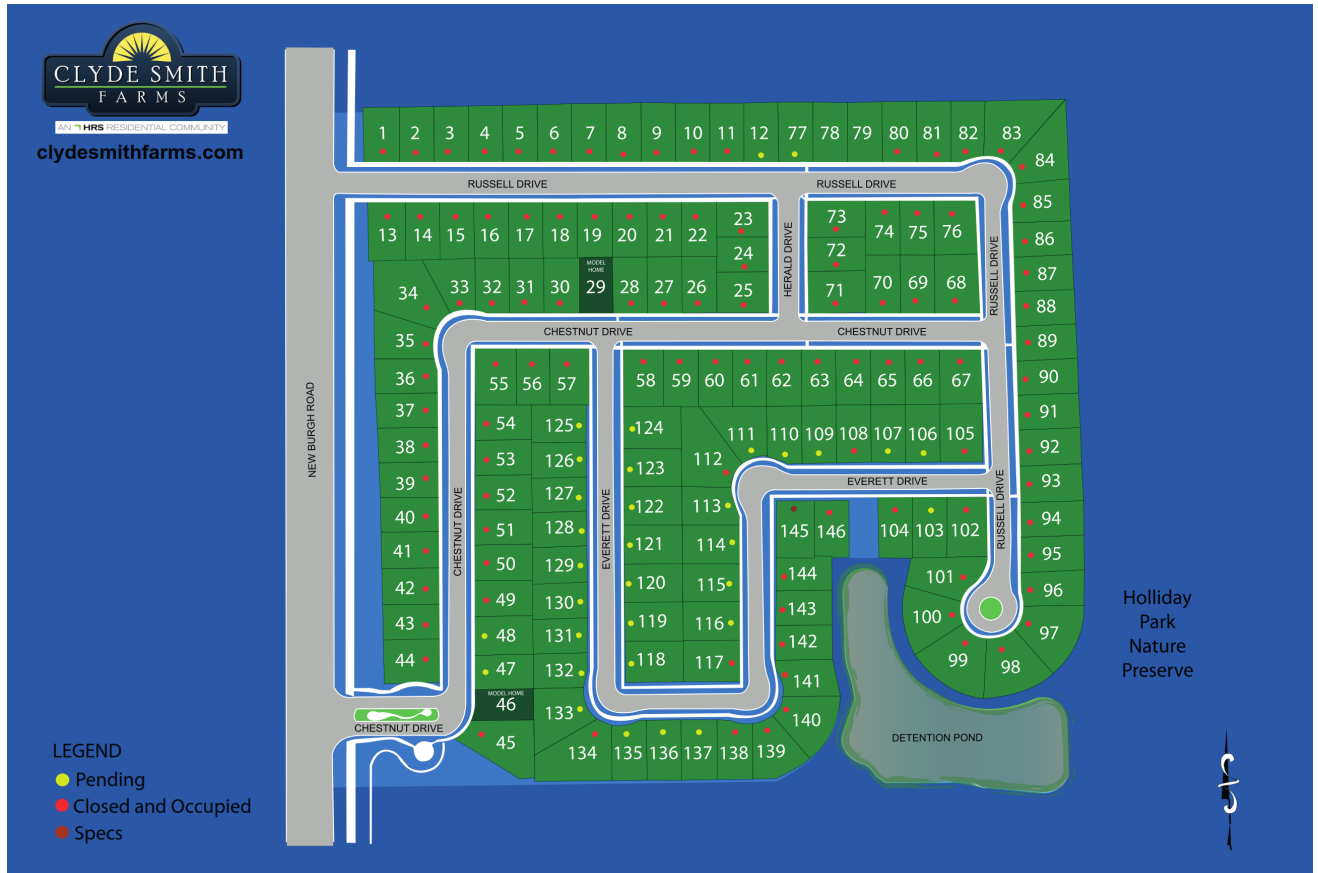 CLYDE SMITH
FARMS
AN HRS RESIDENTIAL COMMUNITY
clydesmithfarms.com
1 2 3 4 5 6 7 8 9 10 11 12 77 78 79 80 81 82 83
84
RUSSELL DRIVE RUSSELL DRIVE
85
13 14 15 16 17 18 19 20 21 22 23 73 74 75 76
86
24 72
HERALD DRIVE
RUSSELL DRIVE
MODEL
HOME
87
34 33 32 31 30 29 28 27 26 25 71 70 69 68
88
CHESTNUT DRIVE CHESTNUT DRIVE
35 89
36 55 56 57 58 59 60 61 62 63 64 65 66 67 90
37 91
54 125 124 111 110 109 108 107 106 105
NEW BURGH ROAD
38 53 126 123 112 92
39 93
EVERETT DRIVE
52 127 122 113
CHESTNUT DRIVE
EVERETT DRIVE
RUSSELL DRIVE
40 51 128 145 146 104 103 102 94
41 121 114 95
50 129 144 101
42 120 115 96
49 130 143 100
43 119 116 97
48 131 142
44 118 117 99 98
47 132 141
MODEL HOME
46 133 140
CHESTNUT DRIVE
45 134 135 136 137 138 139
DETENTION POND
Holliday
Park
Nature
Preserve
LEGEND
Pending
Closed and Occupied
Specs